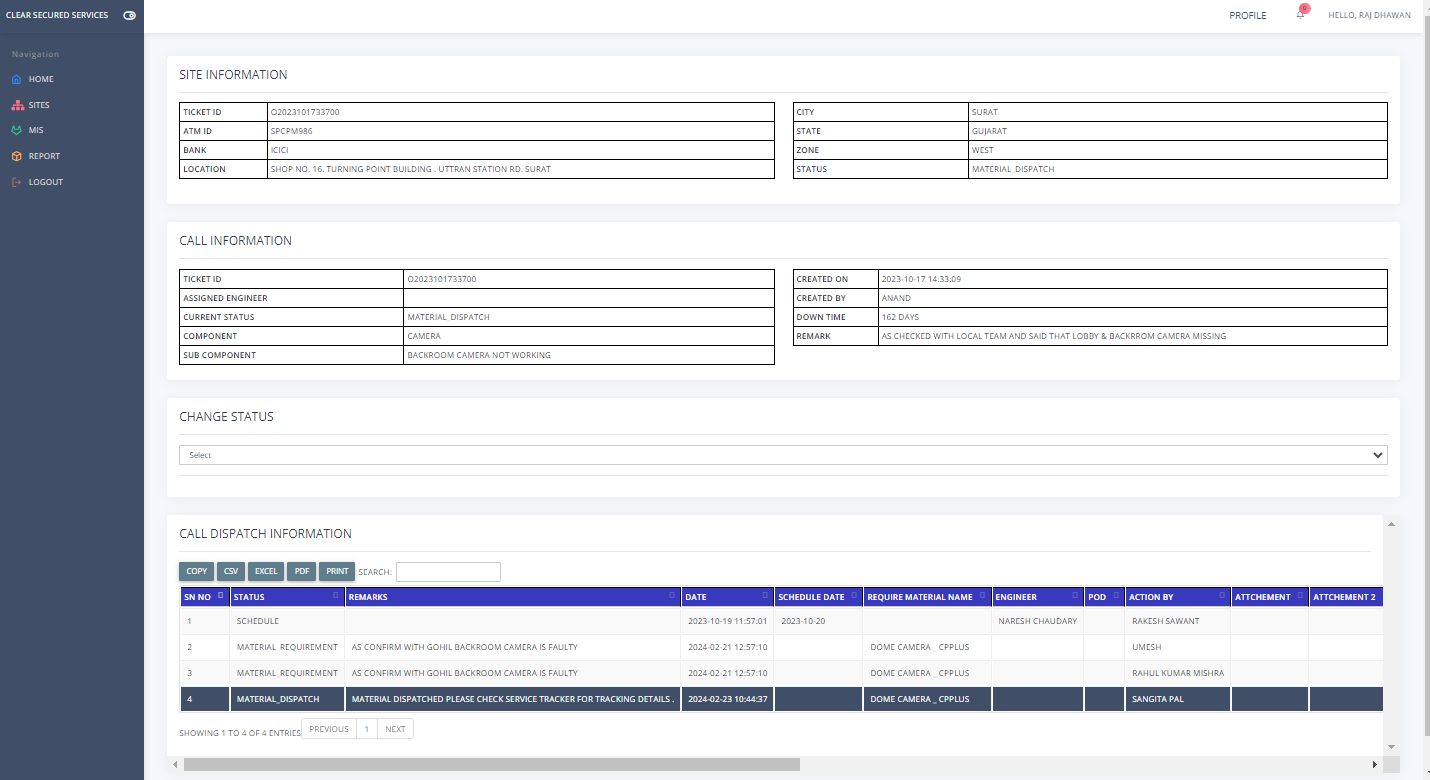 CLEAR SECURED SERVICES
PROFILE
HELLO, RAJ DHAWAN
Navigation
HOME
SITES
MIS
REPORT
LOGOUT
SITE INFORMATION
TICKET ID O2023101733700
ATM ID SPCPM986
BANK ICICI
LOCATION SHOP NO. 16. TURNING POINT BUILDING . UTTRAN STATION RD. SURAT
CITY SURAT
STATE GUJARAT
ZONE WEST
STATUS MATERIAL_DISPATCH
CALL INFORMATION
TICKET ID O2023101733700
ASSIGNED ENGINEER
CURRENT STATUS MATERIAL_DISPATCH
COMPONENT CAMERA
SUB COMPONENT BACKROOM CAMERA NOT WORKING
CREATED ON 2023-10-17 14:33:09
CREATED BY ANAND
DOWN TIME 162 DAYS
REMARK AS CHECKED WITH LOCAL TEAM AND SAID THAT LOBBY & BACKRROM CAMERA MISSING
CHANGE STATUS
Select
CALL DISPATCH INFORMATION
COPY CSV EXCEL PDF PRINT SEARCH:
SN NO STATUS REMARKS DATE SCHEDULE DATE REQUIRE MATERIAL NAME ENGINEER POD ACTION BY ATTCHEMENT ATTCHEMENT 2
1 SCHEDULE 2023-10-19 11:57:01 2023-10-20 NARESH CHAUDARY RAKESH SAWANT
2 MATERIAL_REQUIREMENT AS CONFIRM WITH GOHIL BACKROOM CAMERA IS FAULTY 2024-02-21 12:57:10 DOME CAMERA _ CPPLUS UMESH
3 MATERIAL_REQUIREMENT AS CONFIRM WITH GOHIL BACKROOM CAMERA IS FAULTY 2024-02-21 12:57:10 DOME CAMERA _ CPPLUS RAHUL KUMAR MISHRA
4 MATERIAL_DISPATCH MATERIAL DISPATCHED PLEASE CHECK SERVICE TRACKER FOR TRACKING DETAILS . 2024-02-23 10:44:37 DOME CAMERA _ CPPLUS SANGITA PAL
SHOWING 1 TO 4 OF 4 ENTRIES PREVIOUS 1 NEXT